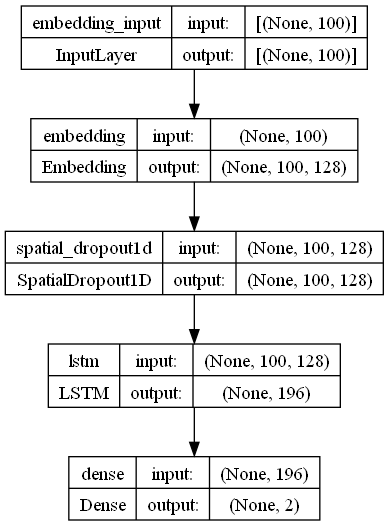 embedding_input input: [(None, 100)]
InputLayer output: [(None, 100)]
embedding input: (None, 100)
Embedding output: (None, 100, 128)
spatial_dropout1d input: (None, 100, 128)
SpatialDropout1D output: (None, 100, 128)
lstm input: (None, 100, 128)
LSTM output: (None, 196)
dense input: (None, 196)
Dense output: (None, 2)